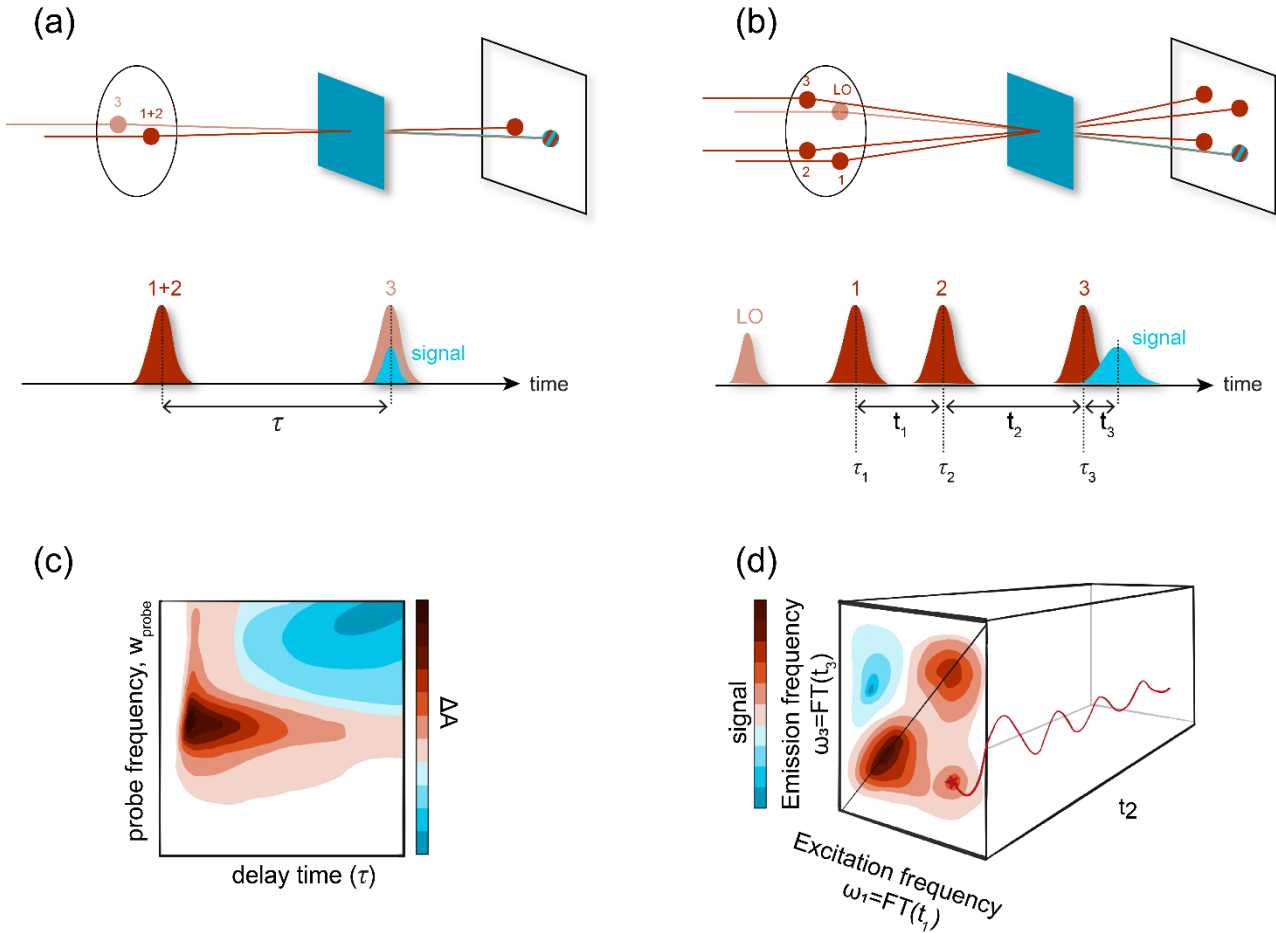 (a)
3
1+2
1+2
3
signal
time
τ
(b)
3
LO
2
1
LO
1
2
3
signal
time
t₁
t₂
t₃
τ₁
τ₂
τ₃
(c)
probe frequency, w_probe
ΔA
delay time (τ)
(d)
signal
Emission frequency
ω₃=FT(t₃)
t2
Excitation frequency
ω₁=FT(t₁)